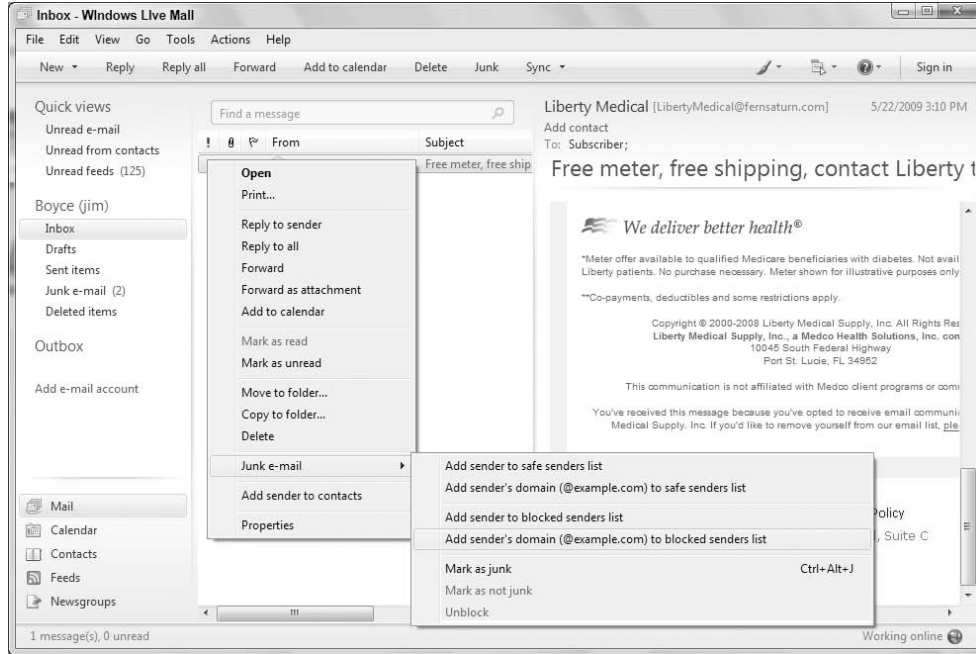 Inbox - Windows Live Mail
File Edit View Go Tools Actions Help
New Reply Reply all Forward Add to calendar Delete Junk Sync Sign in
Quick views
Unread e-mail
Unread from contacts
Unread feeds (125)
Boyce (jim)
Inbox
Drafts
Sent items
Junk e-mail (2)
Deleted items
Outbox
Add e-mail account
Mail
Calendar
Contacts
Feeds
Newsgroups
Find a message
! From Subject
Free meter, free ship
Open
Print...
Reply to sender
Reply to all
Forward
Forward as attachment
Add to calendar
Mark as read
Mark as unread
Move to folder...
Copy to folder...
Delete
Junk e-mail
Add sender to contacts
Properties
Add sender to safe senders list
Add sender's domain (@example.com) to safe senders list
Add sender to blocked senders list
Add sender's domain (@example.com) to blocked senders list
Mark as junk Ctrl+Alt+J
Mark as not junk
Unblock
Liberty Medical [LibertyMedical@fernsaturn.com] 5/22/2009 3:10 PM
Add contact
To: Subscriber;
Free meter, free shipping, contact Liberty t
We deliver better health®
*Meter offer available to qualified Medicare beneficiaries with diabetes. Not avail
Liberty patients. No purchase necessary. Meter shown for illustrative purposes only
**Co-payments, deductibles and some restrictions apply.
Copyright © 2000-2008 Liberty Medical Supply, Inc. All Rights Res
Liberty Medical Supply, Inc., a Medco Health Solutions, Inc. con
10045 South Federal Highway
Port St. Lucie, FL 34952
This communication is not affiliated with Medco client programs or comm
You've received this message because you've opted to receive email communi
Medical Supply. Inc. If you'd like to remove yourself from our email list, ple
Policy
, Suite C
1 message(s), 0 unread
Working online